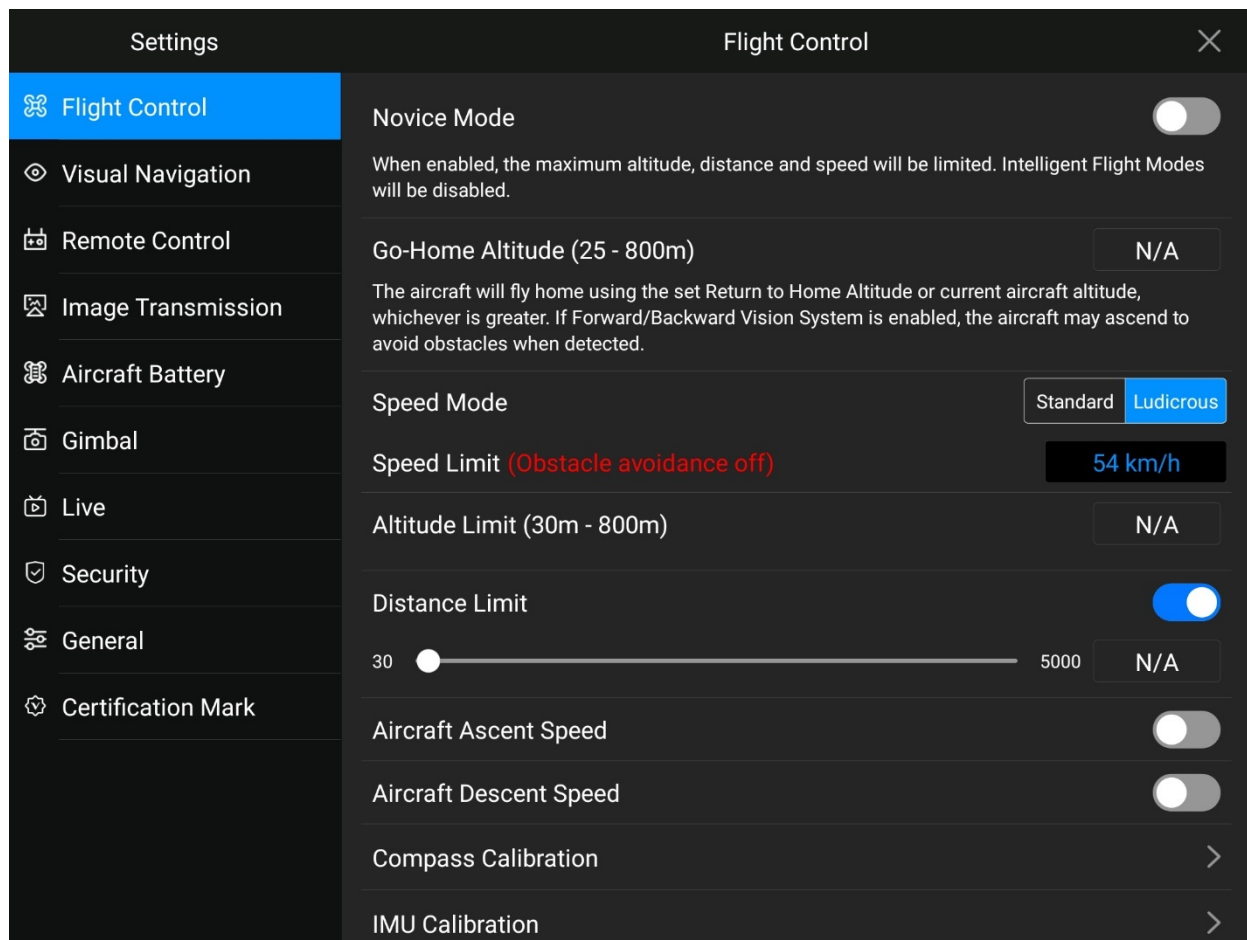 Settings
Flight Control
Flight Control
Visual Navigation
Remote Control
Image Transmission
Aircraft Battery
Gimbal
Live
Security
General
Certification Mark
Novice Mode
When enabled, the maximum altitude, distance and speed will be limited. Intelligent Flight Modes
will be disabled.
Go-Home Altitude (25 - 800m)
N/A
The aircraft will fly home using the set Return to Home Altitude or current aircraft altitude,
whichever is greater. If Forward/Backward Vision System is enabled, the aircraft may ascend to
avoid obstacles when detected.
Speed Mode
Standard
Ludicrous
Speed Limit (Obstacle avoidance off)
54 km/h
Altitude Limit (30m - 800m)
N/A
Distance Limit
30
5000
N/A
Aircraft Ascent Speed
Aircraft Descent Speed
Compass Calibration
IMU Calibration